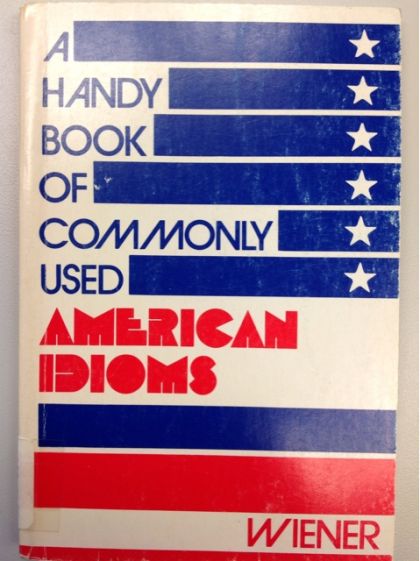 A
HANDY
BOOK
OF
COMMONLY
USED
AMERICAN
IDIOMS
WIENER